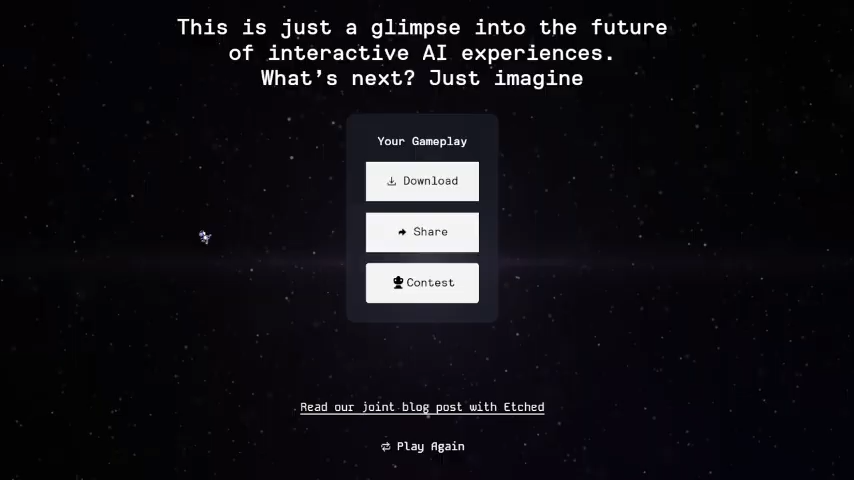 This is just a glimpse into the future
of interactive AI experiences.
What’s next? Just imagine
Your Gameplay
Download
Share
Contest
Read our joint blog post with Etched
Play Again